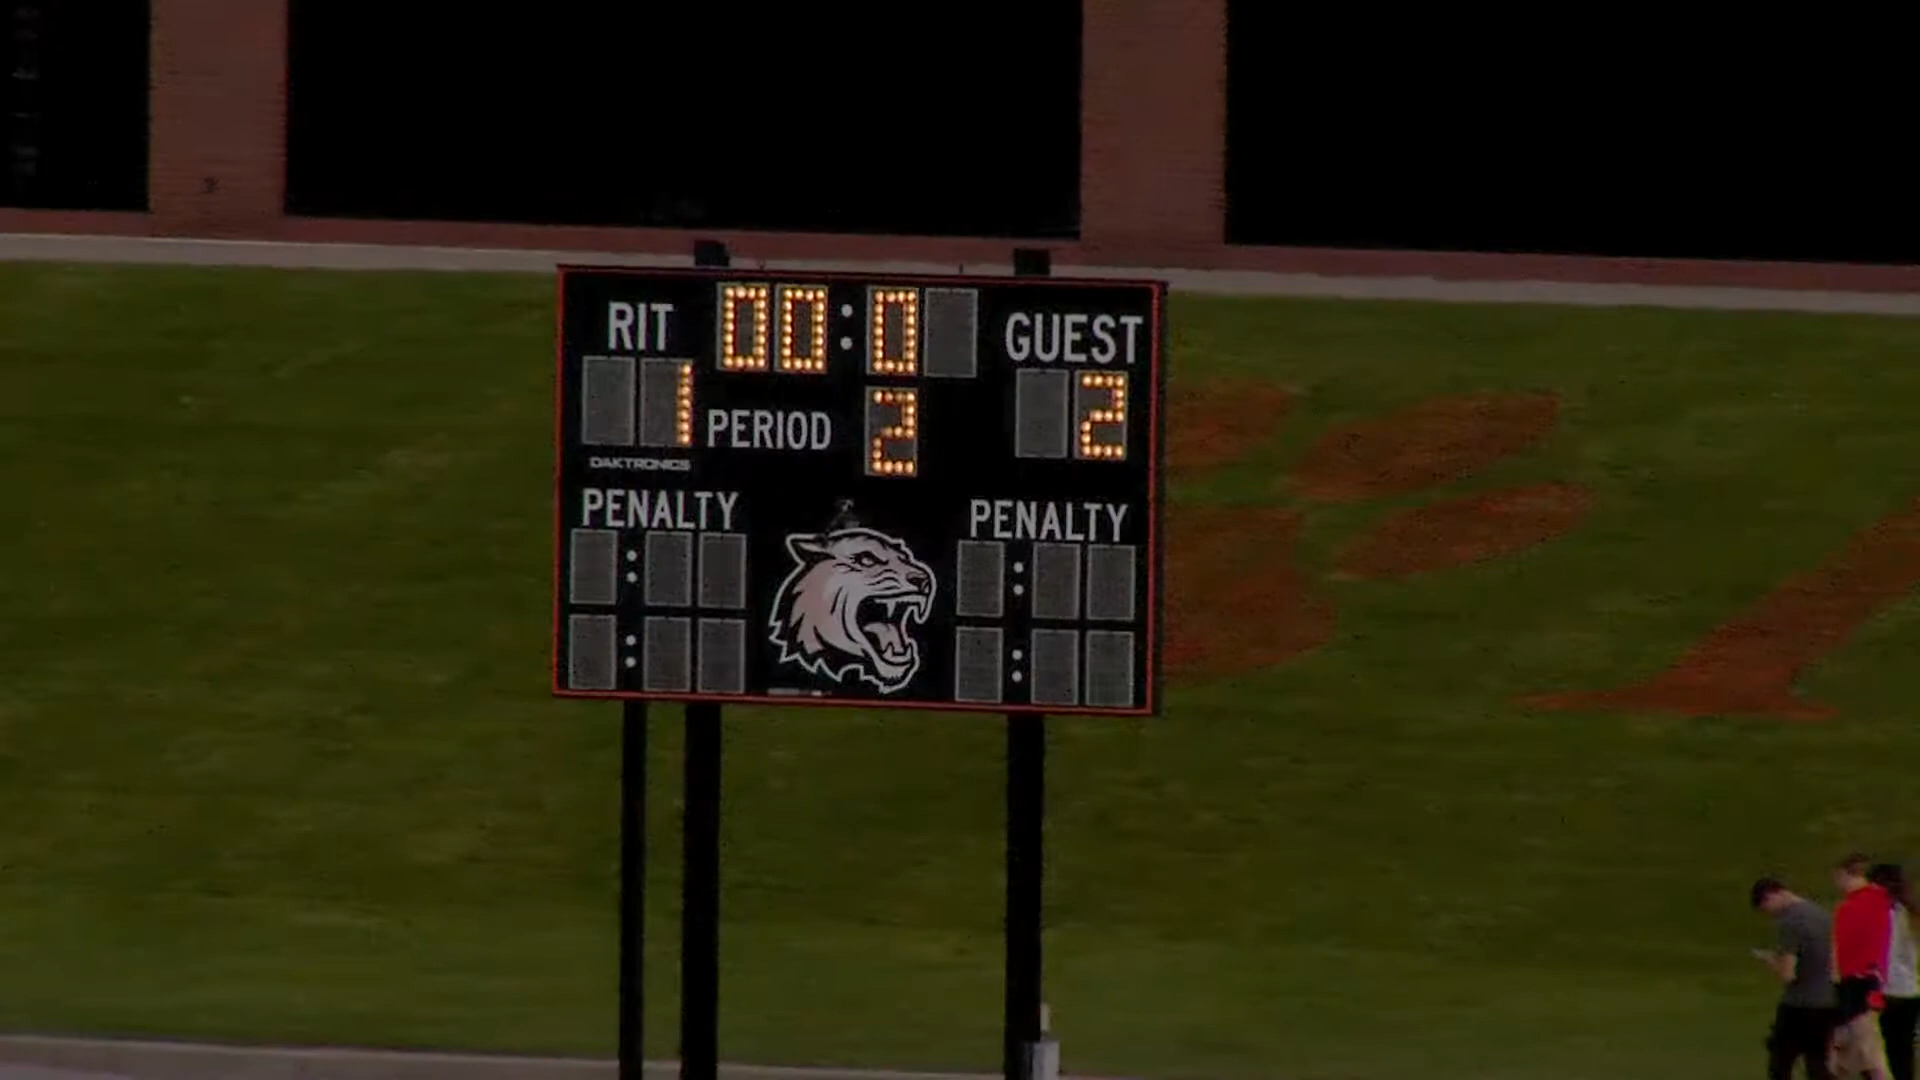 RIT 00:0 GUEST
1 PERIOD 2 2
DAKTRONICS
PENALTY PENALTY